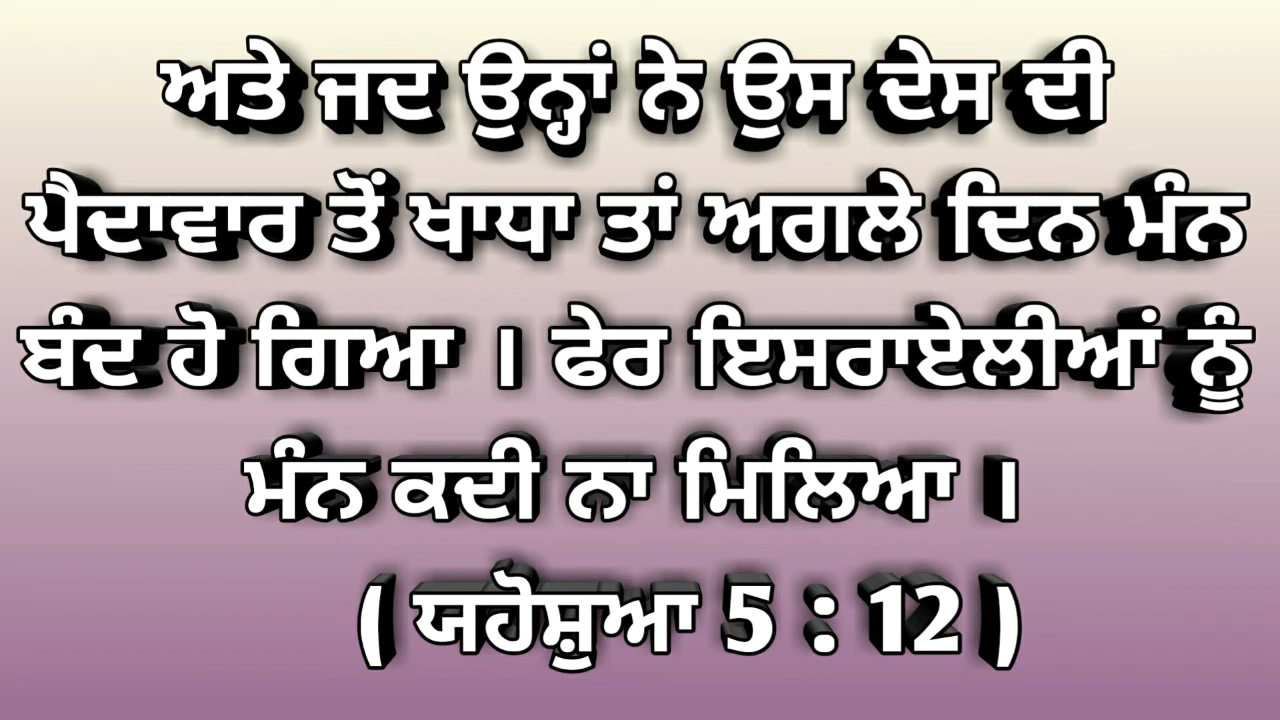 ਅਤੇ ਜਦ ਉਨ੍ਹਾਂ ਨੇ ਉਸ ਦੇਸ ਦੀ
ਪੈਦਾਵਾਰ ਤੋਂ ਖਾਧਾ ਤਾਂ ਅਗਲੇ ਦਿਨ ਮੰਨ
ਬੰਦ ਹੋ ਗਿਆ । ਫੇਰ ਇਸਰਾਏਲੀਆਂ ਨੂੰ
ਮੰਨ ਕਦੀ ਨਾ ਮਿਲਿਆ ।
( ਯਹੋਸ਼ੂਆ 5 : 12 )